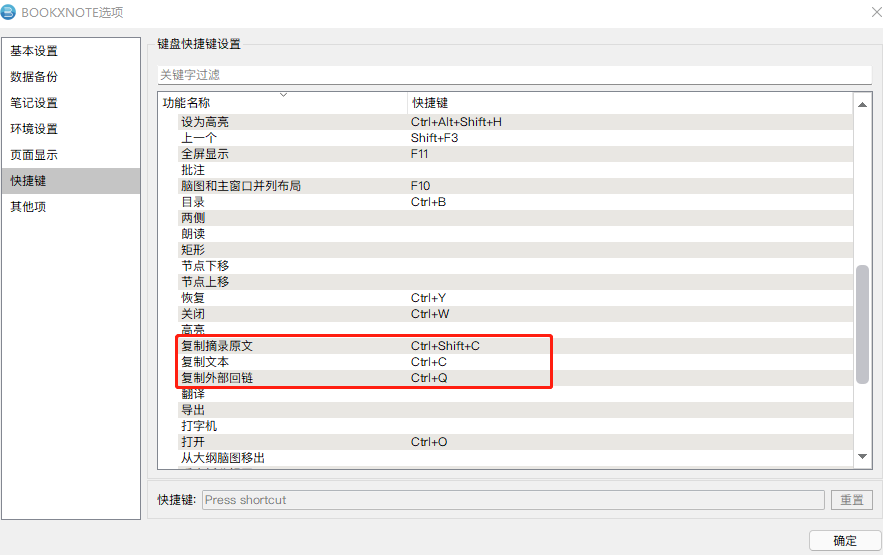 BOOKXNOTE选项
基本设置
数据备份
笔记设置
环境设置
页面显示
快捷键
其他项
键盘快捷键设置
关键字过滤
功能名称 快捷键
设为高亮 Ctrl+Alt+Shift+H
上一个 Shift+F3
全屏显示 F11
批注
脑图和主窗口并列布局 F10
目录 Ctrl+B
两侧
朗读
矩形
节点下移
节点上移
恢复 Ctrl+Y
关闭 Ctrl+W
高亮
复制摘录原文 Ctrl+Shift+C
复制文本 Ctrl+C
复制外部回链 Ctrl+Q
翻译
导出
打字机
打开 Ctrl+O
从大纲脑图移出
快捷键: Press shortcut 重置
确定